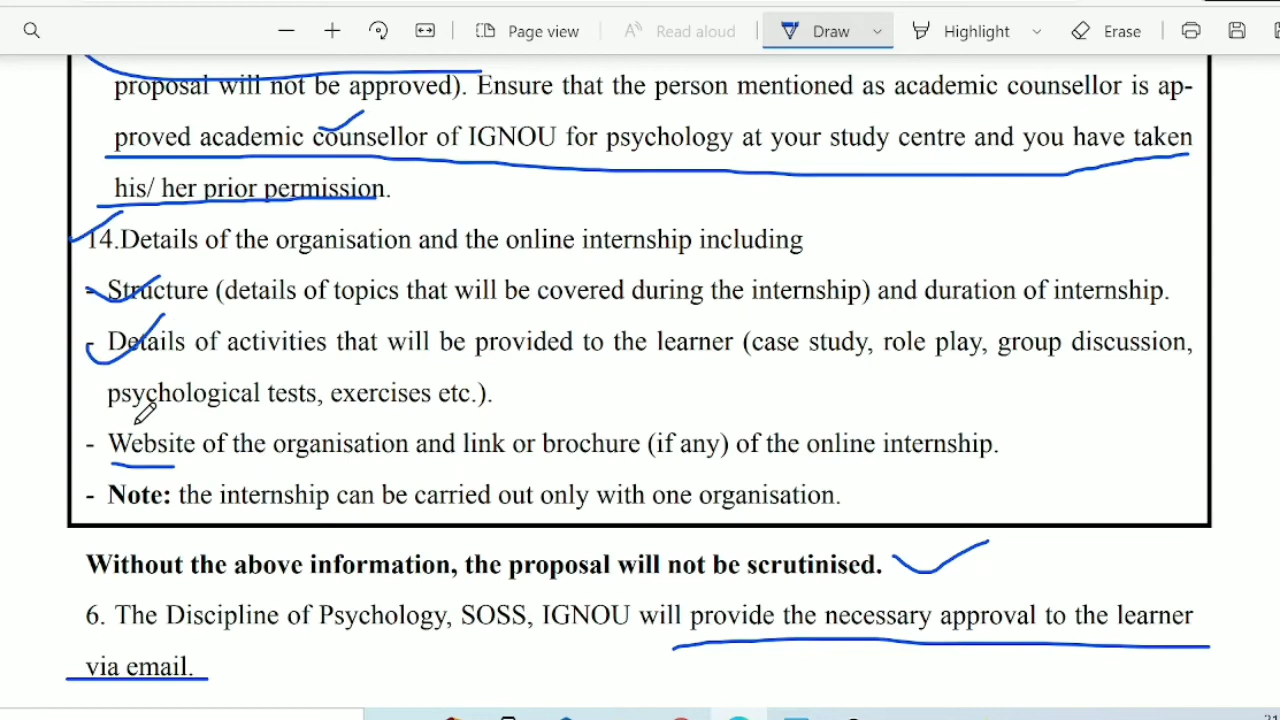 Page view
Read aloud
Draw
Highlight
Erase
proposal will not be approved). Ensure that the person mentioned as academic counsellor is ap-
proved academic counsellor of IGNOU for psychology at your study centre and you have taken
his/ her prior permission.
14.Details of the organisation and the online internship including
- Structure (details of topics that will be covered during the internship) and duration of internship.
- Details of activities that will be provided to the learner (case study, role play, group discussion,
psychological tests, exercises etc.).
- Website of the organisation and link or brochure (if any) of the online internship.
- Note: the internship can be carried out only with one organisation.
Without the above information, the proposal will not be scrutinised.
6. The Discipline of Psychology, SOSS, IGNOU will provide the necessary approval to the learner
via email.